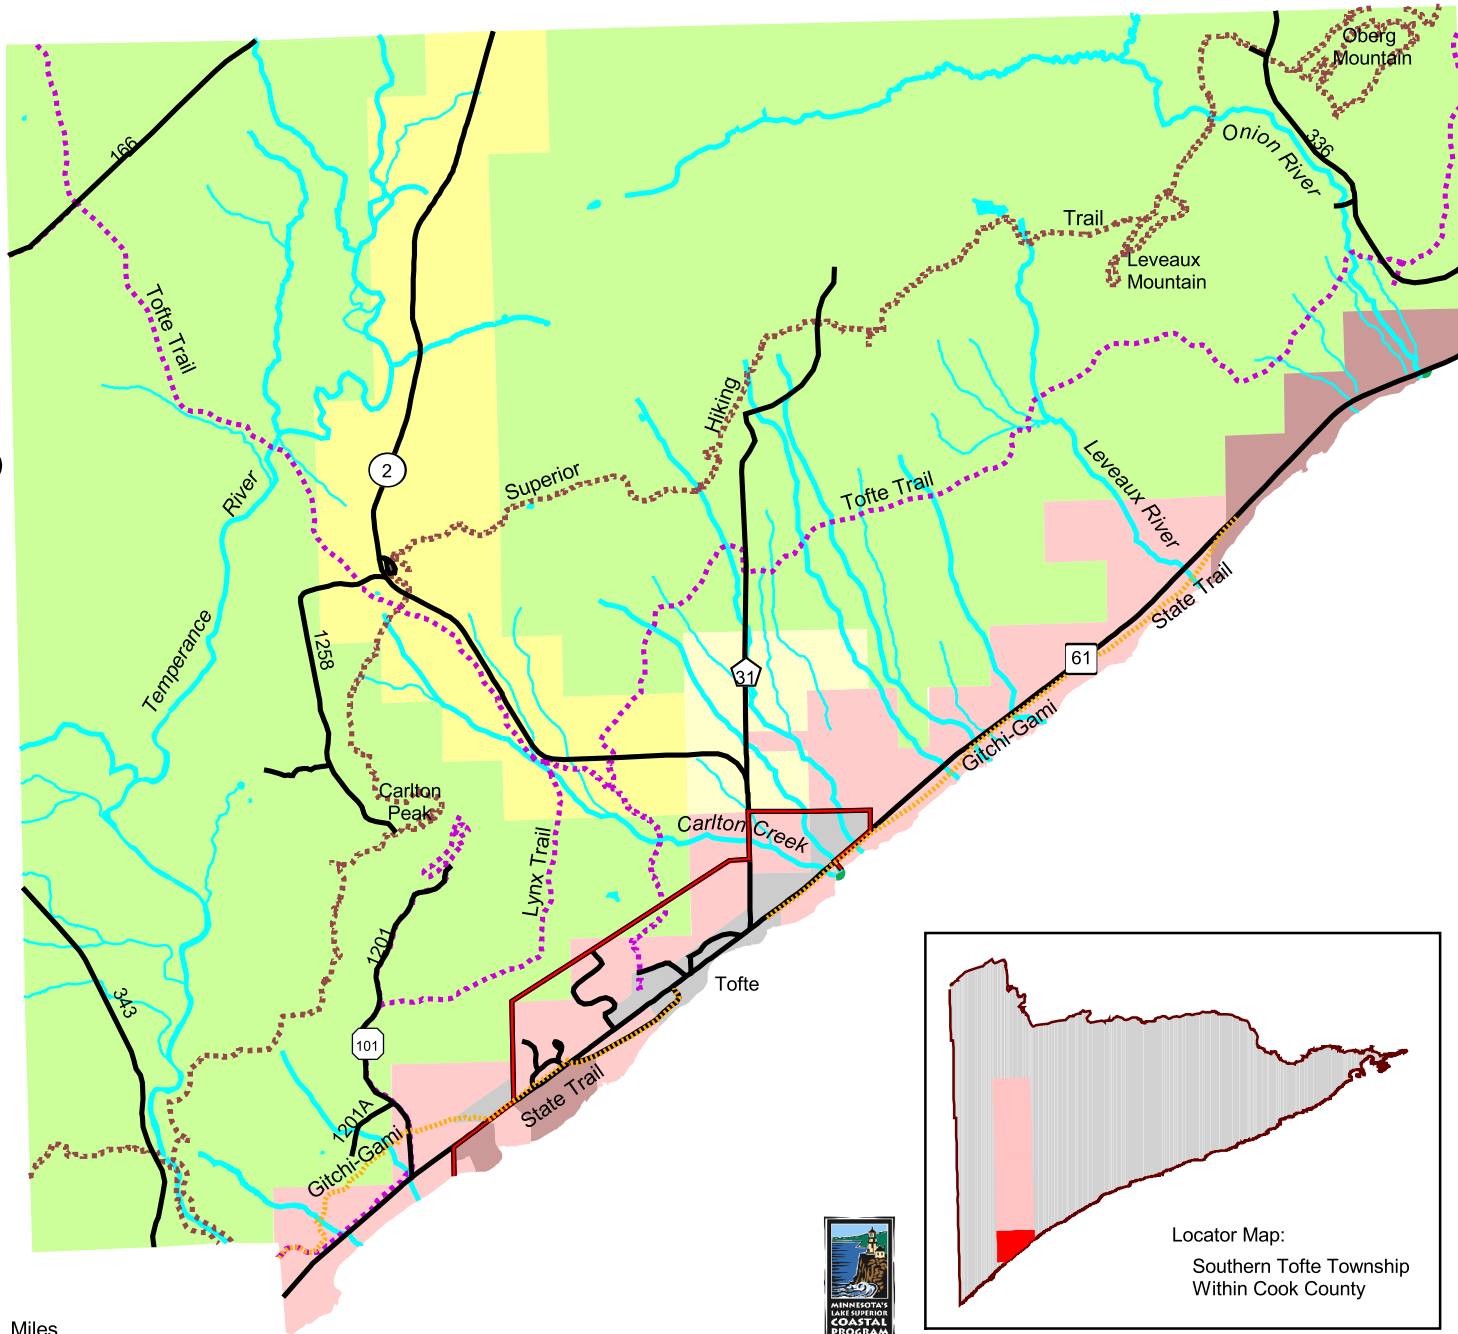 Oberg
Mountain
166
Onion River
336
Trail
Leveaux
Mountain
Tofte Trail
Hiking
2
Superior
Tofte Trail
River
Leveaux River
State Trail
Temperance
1258
31
61
Gitchi-Gami
Carlton
Peak
Carlton Creek
Lynx Trail
1201
Tofte
343
101
State Trail
1201A
Gitchi-Gami
Locator Map:
Southern Tofte Township
Within Cook County
MINNESOTA'S
LAKE SUPERIOR
COASTAL
PROGRAM
Miles